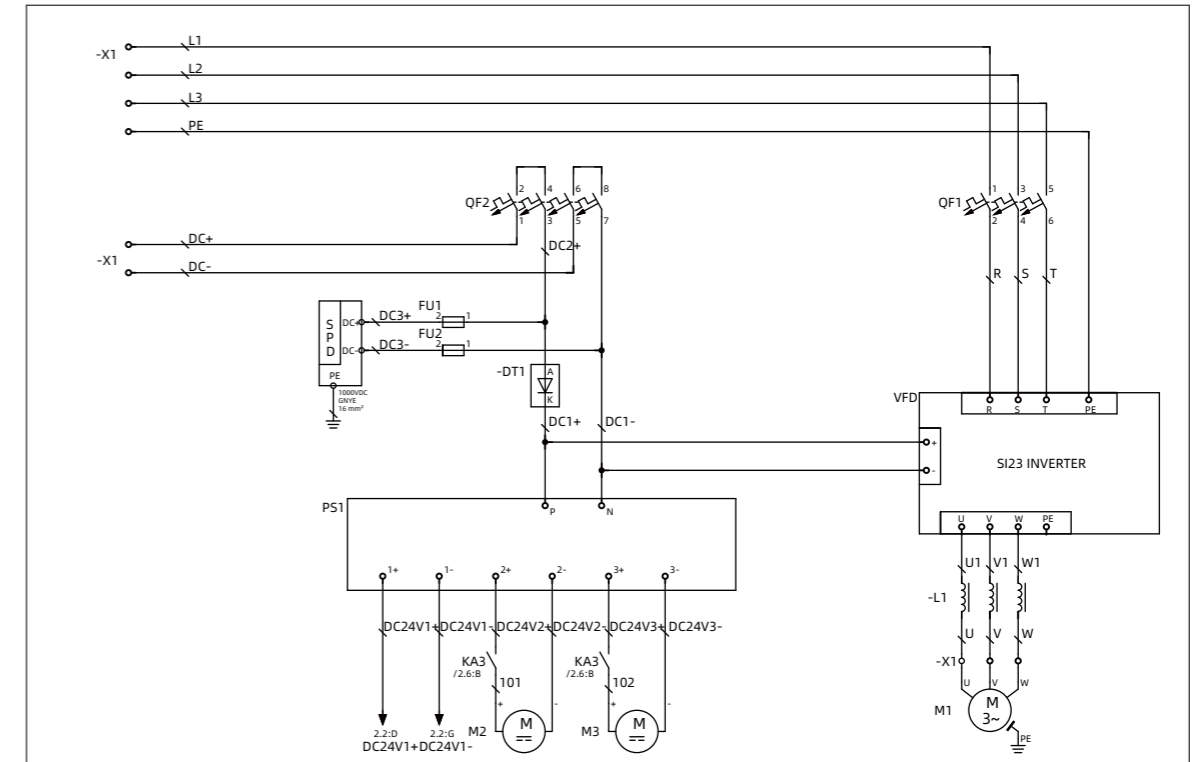 -X1
L1
L2
L3
PE
QF2
2
4
6
8
1
3
5
7
QF1
1
3
5
2
4
6
-X1
DC+
DC-
DC2+
R
S
T
SPD
DC+
DC-
PE
DC3+
DC3-
FU1
2
1
FU2
2
1
1000VDC
GNYE
16 mm²
-DT1
A
K
DC1+
DC1-
VFD
R
S
T
PE
+
-
SI23 INVERTER
U
V
W
PE
PS1
P
N
1+
1-
2+
2-
3+
3-
DC24V1+
DC24V1-
DC24V2+
DC24V2-
DC24V3+
DC24V3-
KA3
/2.6:B
101
KA3
/2.6:B
102
+
-
+
-
2.2:D
DC24V1+
2.2:G
DC24V1-
M2
M
M3
M
U1
V1
W1
-L1
U
V
W
-X1
U
V
W
M1
M
3~
PE